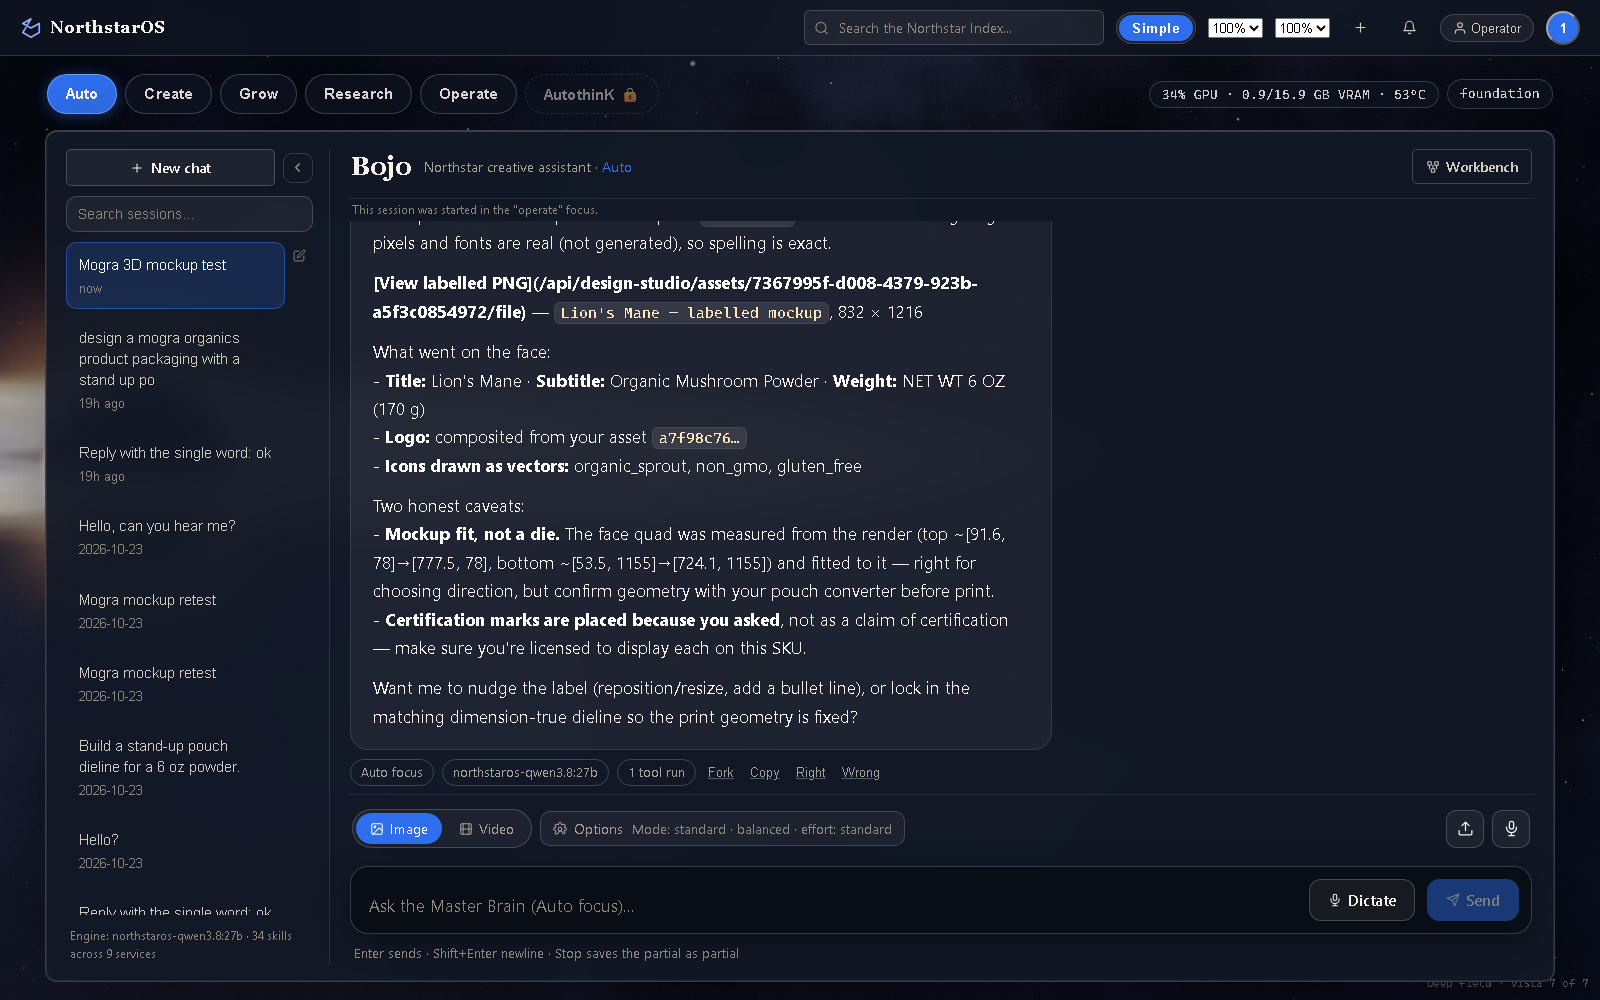 NorthstarOS
Search the Northstar Index...
Simple
100%
100%
Operator
1
Auto
Create
Grow
Research
Operate
AutothinK
34% GPU · 0.9/15.9 GB VRAM · 53°C
foundation
+ New chat
Search sessions...
Mogra 3D mockup test
now
design a mogra organics
product packaging with a
stand up po
19h ago
Reply with the single word: ok
19h ago
Hello, can you hear me?
2026-10-23
Mogra mockup retest
2026-10-23
Mogra mockup retest
2026-10-23
Build a stand-up pouch
dieline for a 6 oz powder.
2026-10-23
Hello?
2026-10-23
Reply with the single word: ok
Engine: northstaros-qwen3.8:27b · 34 skills
across 9 services
Bojo Northstar creative assistant · Auto
Workbench
This session was started in the "operate" focus.
pixels and fonts are real (not generated), so spelling is exact.
[View labelled PNG](/api/design-studio/assets/7367995f-d008-4379-923b-
a5f3c0854972/file) — Lion's Mane — labelled mockup, 832 × 1216
What went on the face:
- Title: Lion's Mane · Subtitle: Organic Mushroom Powder · Weight: NET WT 6 OZ
(170 g)
- Logo: composited from your asset a7f98c76…
- Icons drawn as vectors: organic_sprout, non_gmo, gluten_free
Two honest caveats:
- Mockup fit, not a die. The face quad was measured from the render (top ~[91.6,
78]→[777.5, 78], bottom ~[53.5, 1155]→[724.1, 1155]) and fitted to it — right for
choosing direction, but confirm geometry with your pouch converter before print.
- Certification marks are placed because you asked, not as a claim of certification
— make sure you're licensed to display each on this SKU.
Want me to nudge the label (reposition/resize, add a bullet line), or lock in the
matching dimension-true dieline so the print geometry is fixed?
Auto focus
northstaros-qwen3.8:27b
1 tool run
Fork
Copy
Right
Wrong
Image
Video
Options Mode: standard · balanced · effort: standard
Ask the Master Brain (Auto focus)...
Dictate
Send
Enter sends · Shift+Enter newline · Stop saves the partial as partial
Deep field · Vista 7 of 7